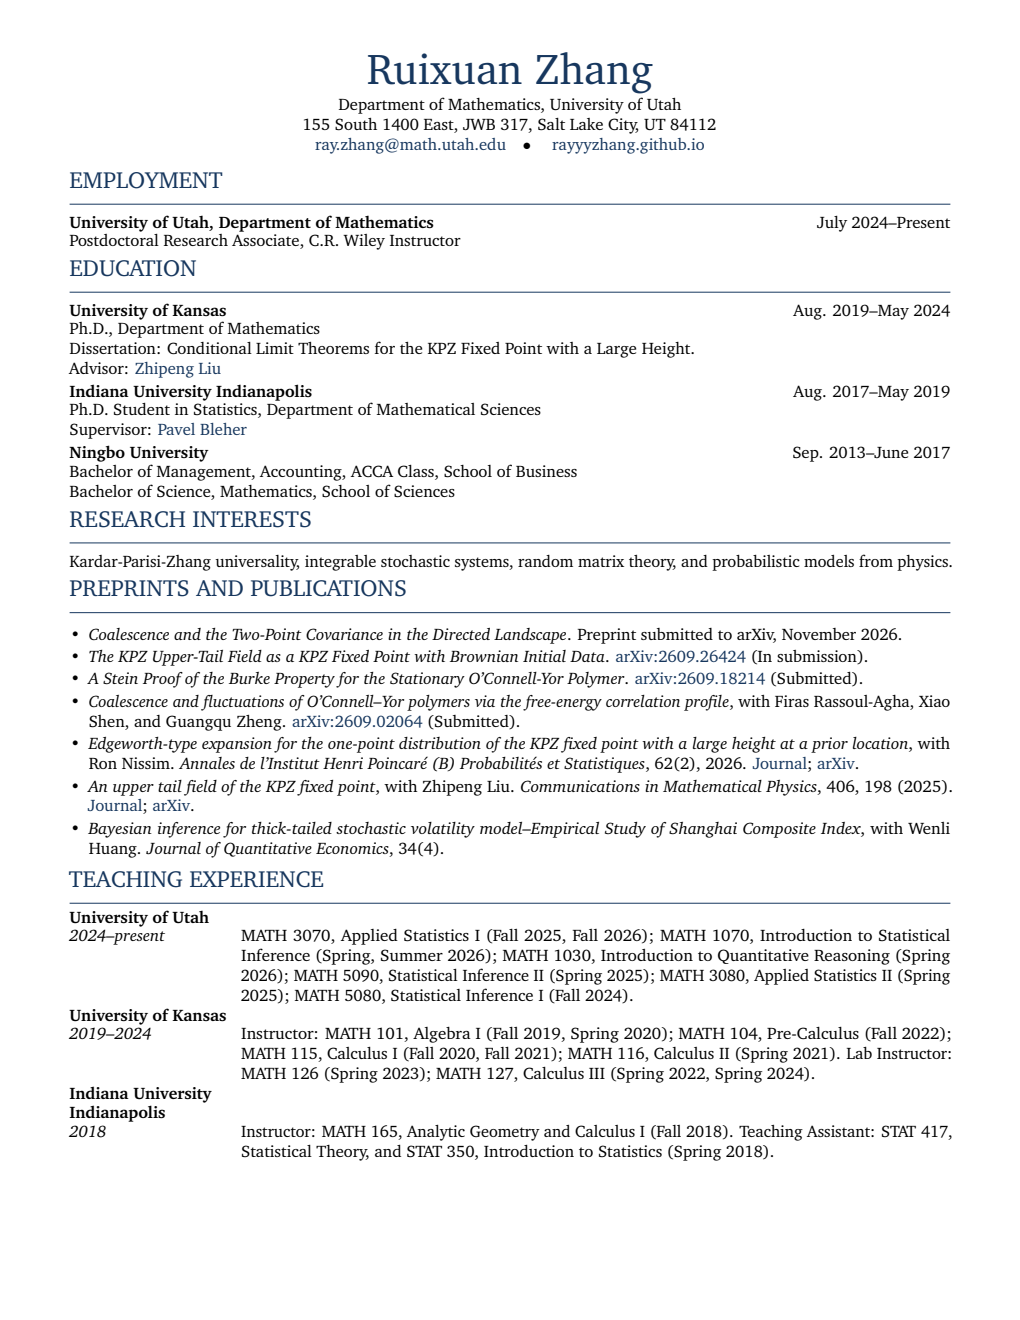 Ruixuan Zhang
Department of Mathematics, University of Utah
155 South 1400 East, JWB 317, Salt Lake City, UT 84112
ray.zhang@math.utah.edu • rayyyzhang.github.io
EMPLOYMENT
University of Utah, Department of Mathematics July 2024–Present
Postdoctoral Research Associate, C.R. Wiley Instructor
EDUCATION
University of Kansas Aug. 2019–May 2024
Ph.D., Department of Mathematics
Dissertation: Conditional Limit Theorems for the KPZ Fixed Point with a Large Height.
Advisor: Zhipeng Liu
Indiana University Indianapolis Aug. 2017–May 2019
Ph.D. Student in Statistics, Department of Mathematical Sciences
Supervisor: Pavel Bleher
Ningbo University Sep. 2013–June 2017
Bachelor of Management, Accounting, ACCA Class, School of Business
Bachelor of Science, Mathematics, School of Sciences
RESEARCH INTERESTS
Kardar-Parisi-Zhang universality, integrable stochastic systems, random matrix theory, and probabilistic models from physics.
PREPRINTS AND PUBLICATIONS
• Coalescence and the Two-Point Covariance in the Directed Landscape. Preprint submitted to arXiv, November 2026.
• The KPZ Upper-Tail Field as a KPZ Fixed Point with Brownian Initial Data. arXiv:2609.26424 (In submission).
• A Stein Proof of the Burke Property for the Stationary O'Connell-Yor Polymer. arXiv:2609.18214 (Submitted).
• Coalescence and fluctuations of O'Connell–Yor polymers via the free-energy correlation profile, with Firas Rassoul-Agha, Xiao
Shen, and Guangqu Zheng. arXiv:2609.02064 (Submitted).
• Edgeworth-type expansion for the one-point distribution of the KPZ fixed point with a large height at a prior location, with
Ron Nissim. Annales de l'Institut Henri Poincaré (B) Probabilités et Statistiques, 62(2), 2026. Journal; arXiv.
• An upper tail field of the KPZ fixed point, with Zhipeng Liu. Communications in Mathematical Physics, 406, 198 (2025).
Journal; arXiv.
• Bayesian inference for thick-tailed stochastic volatility model–Empirical Study of Shanghai Composite Index, with Wenli
Huang. Journal of Quantitative Economics, 34(4).
TEACHING EXPERIENCE
University of Utah
2024–present MATH 3070, Applied Statistics I (Fall 2025, Fall 2026); MATH 1070, Introduction to Statistical
Inference (Spring, Summer 2026); MATH 1030, Introduction to Quantitative Reasoning (Spring
2026); MATH 5090, Statistical Inference II (Spring 2025); MATH 3080, Applied Statistics II (Spring
2025); MATH 5080, Statistical Inference I (Fall 2024).
University of Kansas
2019–2024 Instructor: MATH 101, Algebra I (Fall 2019, Spring 2020); MATH 104, Pre-Calculus (Fall 2022);
MATH 115, Calculus I (Fall 2020, Fall 2021); MATH 116, Calculus II (Spring 2021). Lab Instructor:
MATH 126 (Spring 2023); MATH 127, Calculus III (Spring 2022, Spring 2024).
Indiana University
Indianapolis
2018 Instructor: MATH 165, Analytic Geometry and Calculus I (Fall 2018). Teaching Assistant: STAT 417,
Statistical Theory, and STAT 350, Introduction to Statistics (Spring 2018).